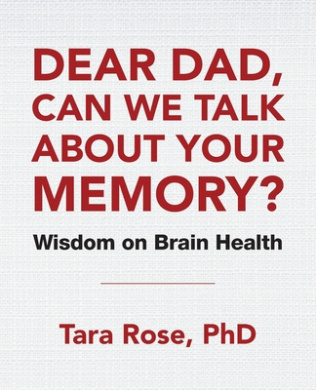 DEAR DAD,
CAN WE TALK
ABOUT YOUR
MEMORY?
Wisdom on Brain Health
Tara Rose, PhD